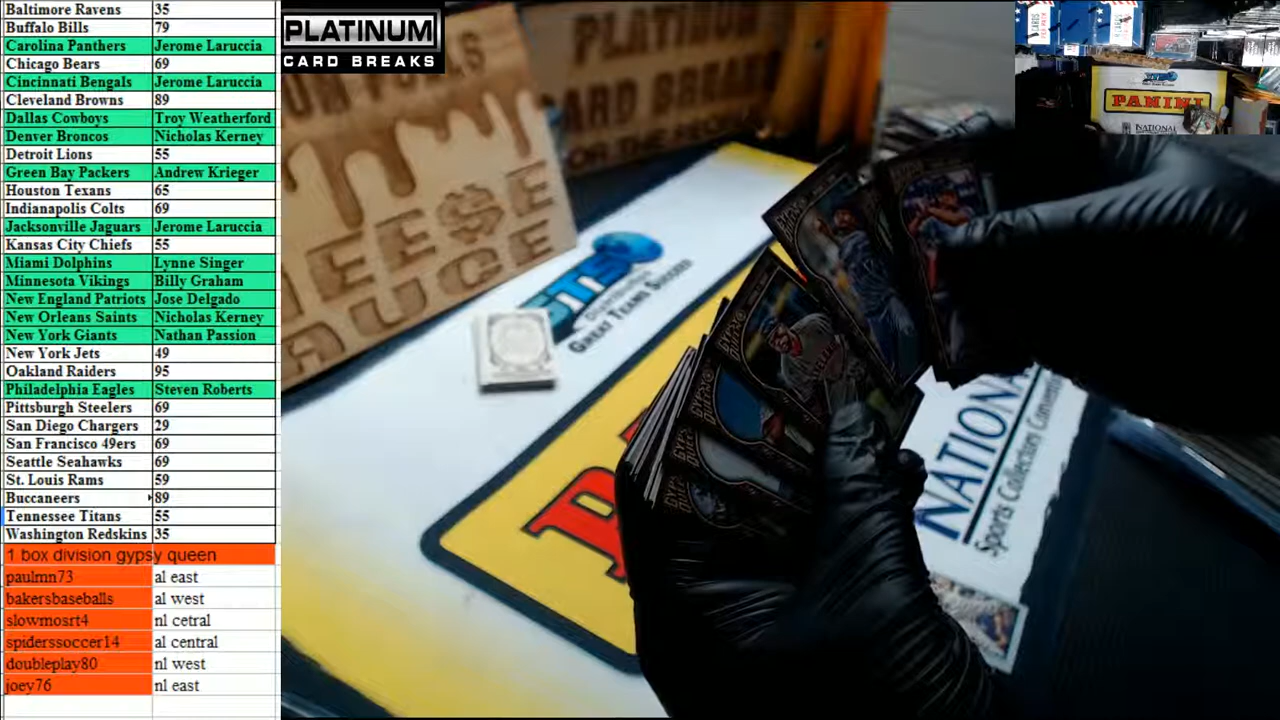 Baltimore Ravens 35
Buffalo Bills 79
Carolina Panthers Jerome Laruccia
Chicago Bears 69
Cincinnati Bengals Jerome Laruccia
Cleveland Browns 89
Dallas Cowboys Troy Weatherford
Denver Broncos Nicholas Kerney
Detroit Lions 55
Green Bay Packers Andrew Krieger
Houston Texans 65
Indianapolis Colts 69
Jacksonville Jaguars Jerome Laruccia
Kansas City Chiefs 55
Miami Dolphins Lynne Singer
Minnesota Vikings Billy Graham
New England Patriots Jose Delgado
New Orleans Saints Nicholas Kerney
New York Giants Nathan Passion
New York Jets 49
Oakland Raiders 95
Philadelphia Eagles Steven Roberts
Pittsburgh Steelers 69
San Diego Chargers 29
San Francisco 49ers 69
Seattle Seahawks 69
St. Louis Rams 59
Buccaneers 89
Tennessee Titans 55
Washington Redskins 35
1 box division gypsy queen
paulmn73 al east
bakersbaseballs al west
slowmosrt4 nl cetral
spiderssoccer14 al central
doubleplay80 nl west
joey76 nl east
PLATINUM
CARD BREAKS
PLATINUM
CARD BREAKERS
GREAT TEAMS SUCCEED
NATIONAL
Sports Collectors Convention
PANINI
NATIONAL